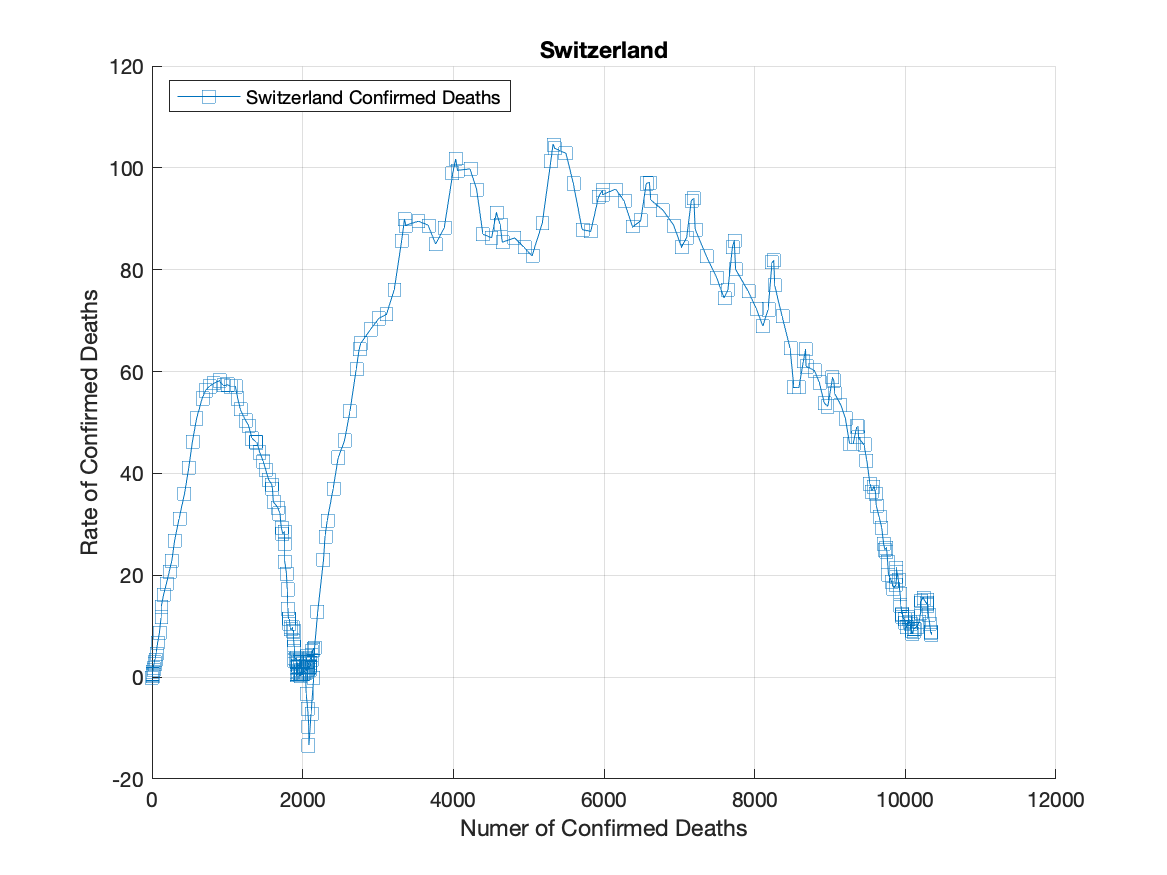 Switzerland
Switzerland Confirmed Deaths
120
100
80
60
40
20
0
-20
Rate of Confirmed Deaths
0 2000 4000 6000 8000 10000 12000
Numer of Confirmed Deaths